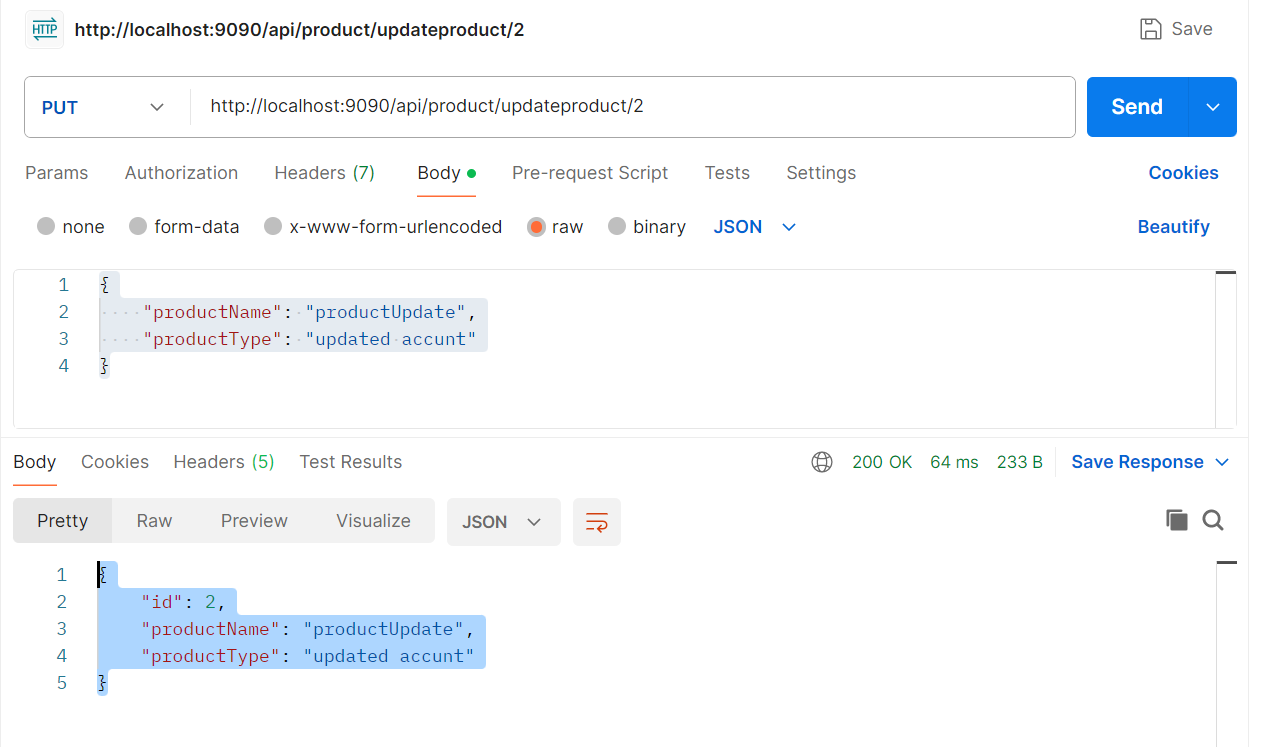 HTTP http://localhost:9090/api/product/updateproduct/2 Save
PUT http://localhost:9090/api/product/updateproduct/2 Send
Params Authorization Headers (7) Body Pre-request Script Tests Settings Cookies
none form-data x-www-form-urlencoded raw binary JSON Beautify
1 {
2 ····"productName":·"productUpdate",
3 ····"productType":·"updated·accunt"
4 }
Body Cookies Headers (5) Test Results 200 OK 64 ms 233 B Save Response
Pretty Raw Preview Visualize JSON
1 {
2 "id": 2,
3 "productName": "productUpdate",
4 "productType": "updated accunt"
5 }